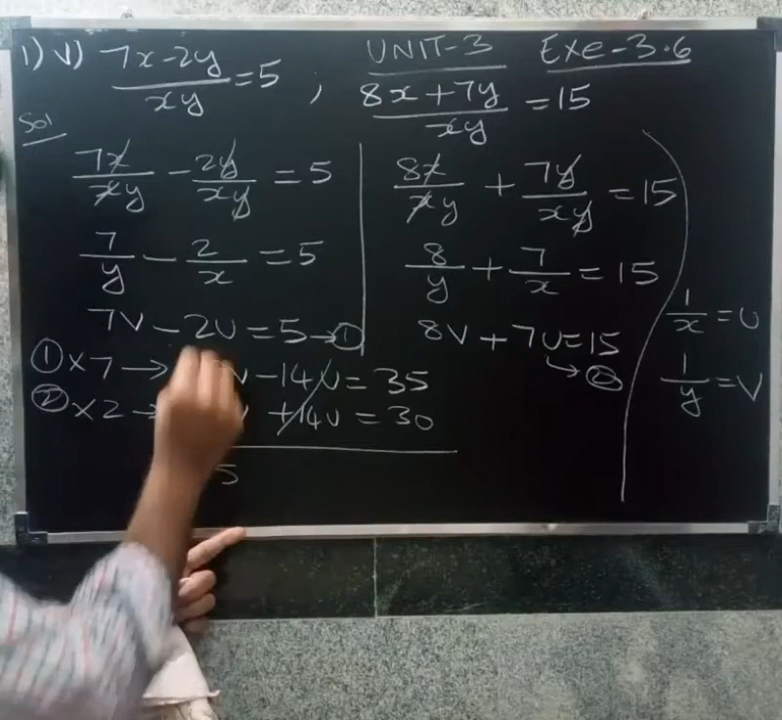 1) V) 7x-2y/xy = 5 ; 8x+7y/xy = 15 UNIT-3 EXE-3.6
Sol
7x/xy - 2y/xy = 5
7/y - 2/x = 5
7V - 2U = 5 → ①
8x/xy + 7y/xy = 15
8/y + 7/x = 15
8V + 7U = 15
→ ②
1/x = U
1/y = V
① × 7 → V - 14U = 35
② × 2 → + 14U = 30
5